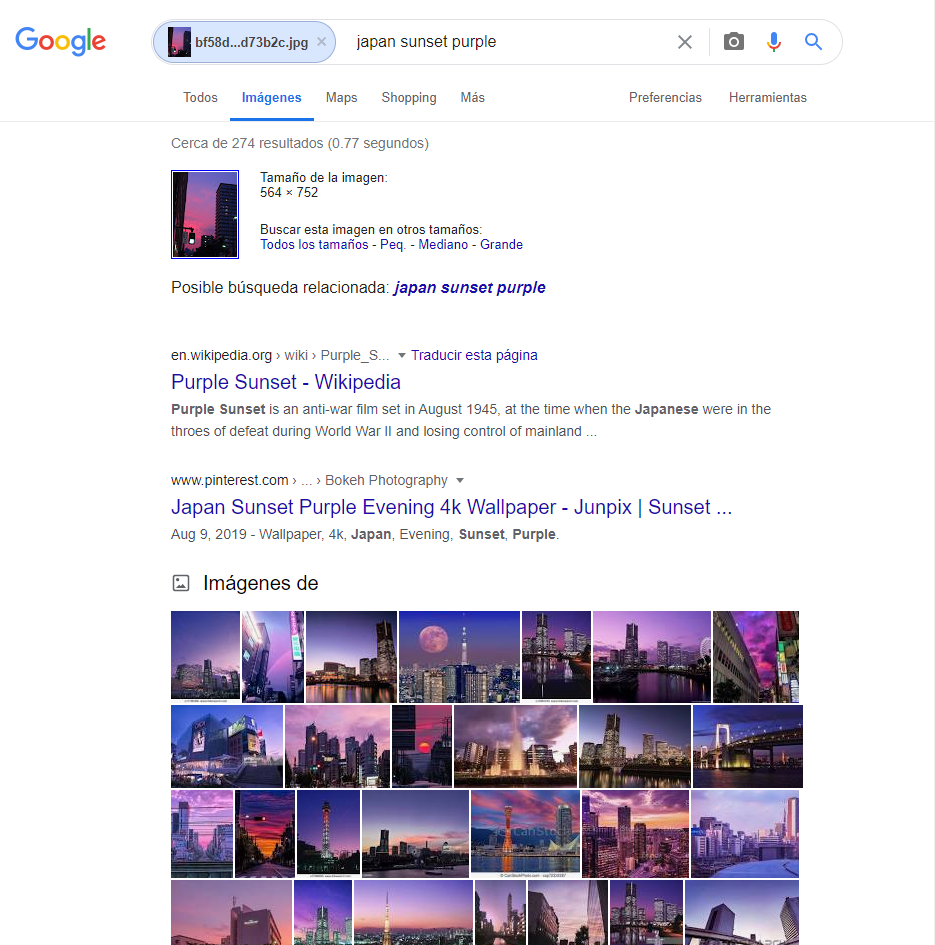 Google
bf58d...d73b2c.jpg × japan sunset purple
Todos Imágenes Maps Shopping Más Preferencias Herramientas
Cerca de 274 resultados (0.77 segundos)
Tamaño de la imagen:
564 × 752
Buscar esta imagen en otros tamaños:
Todos los tamaños - Peq. - Mediano - Grande
Posible búsqueda relacionada: japan sunset purple
en.wikipedia.org › wiki › Purple_S... Traducir esta página
Purple Sunset - Wikipedia
Purple Sunset is an anti-war film set in August 1945, at the time when the Japanese were in the
throes of defeat during World War II and losing control of mainland ...
www.pinterest.com › ... › Bokeh Photography
Japan Sunset Purple Evening 4k Wallpaper - Junpix | Sunset ...
Aug 9, 2019 - Wallpaper, 4k, Japan, Evening, Sunset, Purple.
Imágenes de